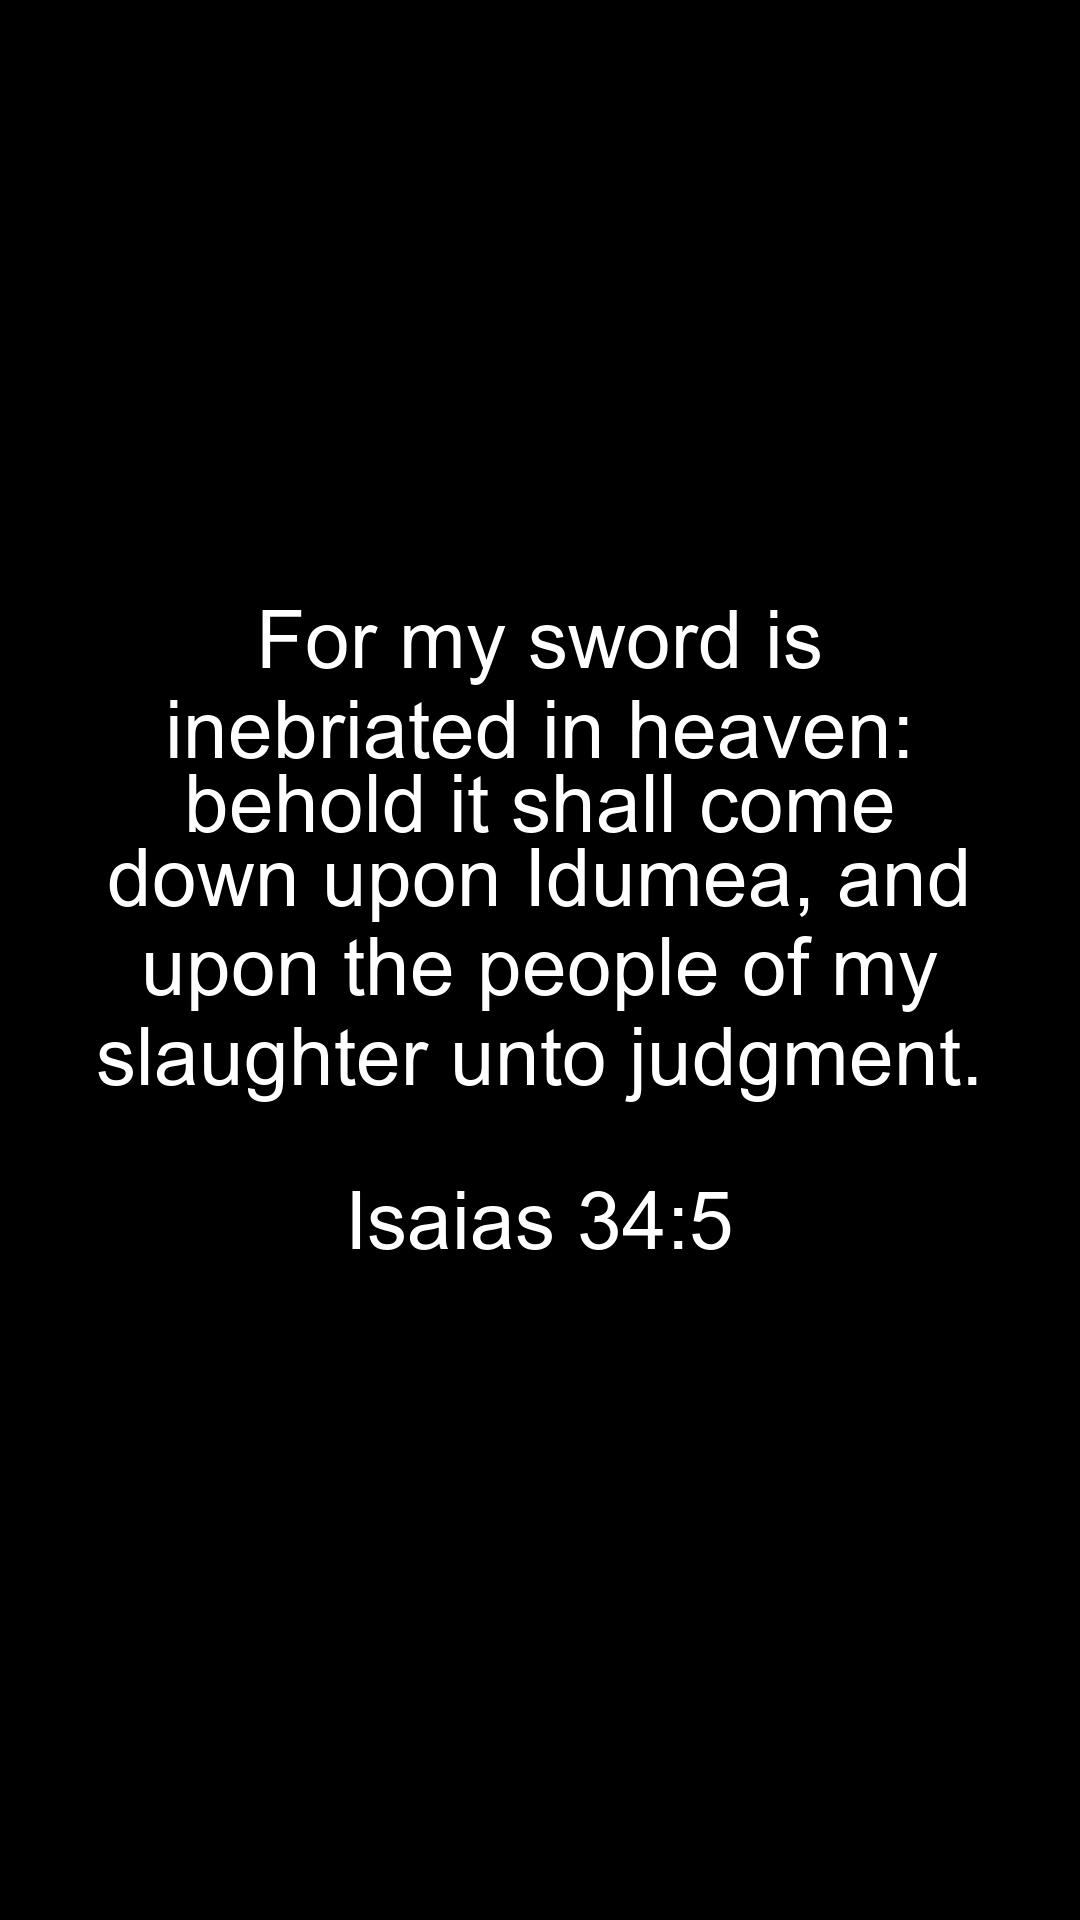 For my sword is
inebriated in heaven:
behold it shall come
down upon Idumea, and
upon the people of my
slaughter unto judgment.
Isaias 34:5